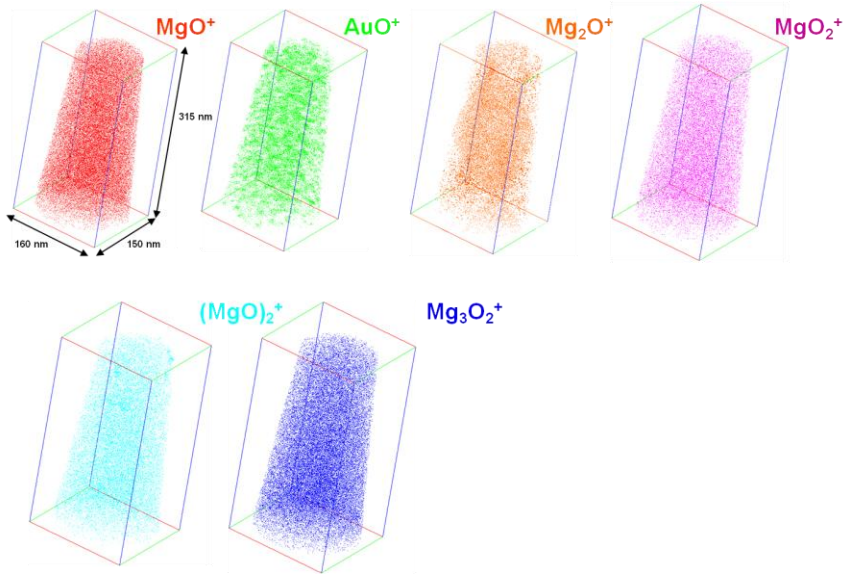 MgO⁺
AuO⁺
Mg₂O⁺
MgO₂⁺
315 nm
160 nm
150 nm
(MgO)₂⁺
Mg₃O₂⁺